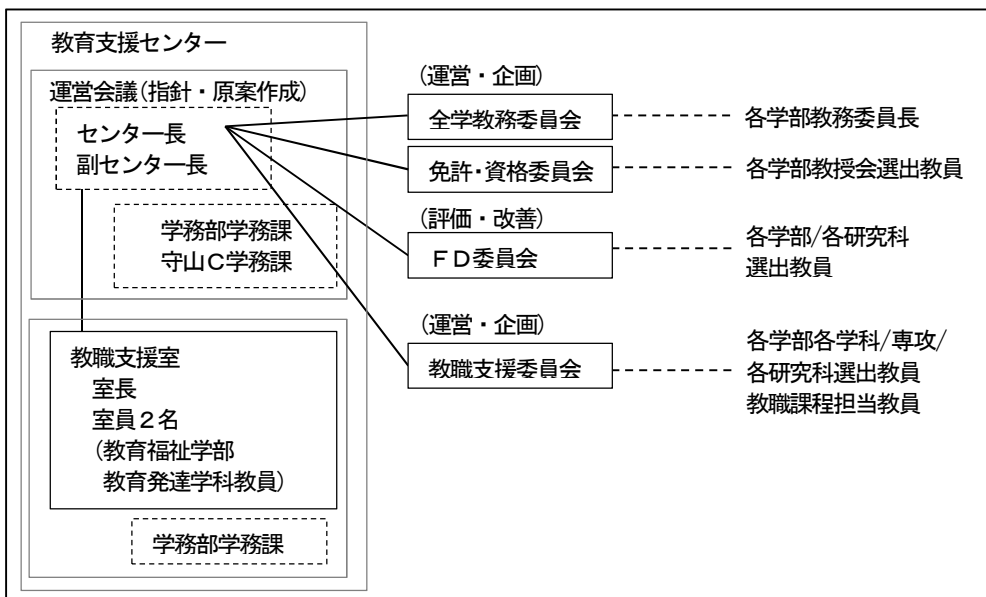 教育支援センター
運営会議(指針・原案作成)
センター長
副センター長
学務部学務課
守山C学務課
教職支援室
室長
室員2名
(教育福祉学部
教育発達学科教員)
学務部学務課
(運営・企画)
全学教務委員会
各学部教務委員長
免許・資格委員会
各学部教授会選出教員
(評価・改善)
FD委員会
各学部/各研究科
選出教員
(運営・企画)
教職支援委員会
各学部各学科/専攻/
各研究科選出教員
教職課程担当教員